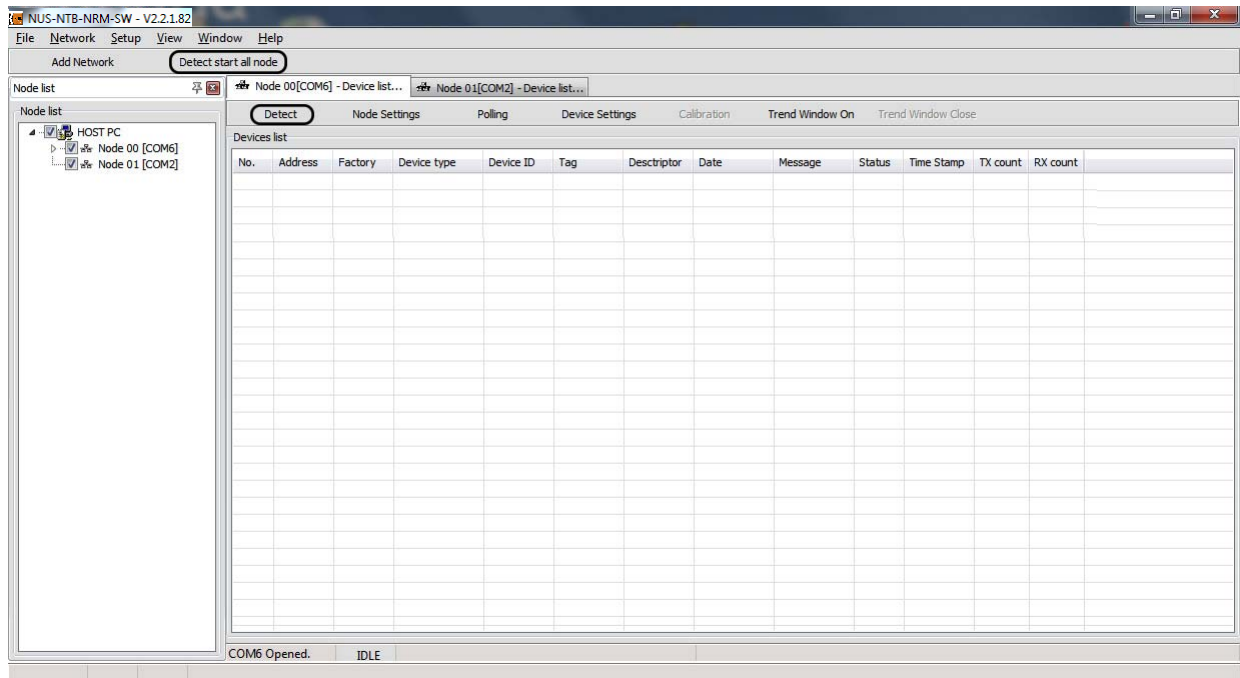 NUS-NTB-NRM-SW - V2.2.1.82
File Network Setup View Window Help
Add Network Detect start all node
Node list
Node 00[COM6] - Device list... Node 01[COM2] - Device list...
Node list
HOST PC
Node 00 [COM6]
Node 01 [COM2]
Detect Node Settings Polling Device Settings Calibration Trend Window On Trend Window Close
Devices list
No. Address Factory Device type Device ID Tag Desctriptor Date Message Status Time Stamp TX count RX count
COM6 Opened. IDLE